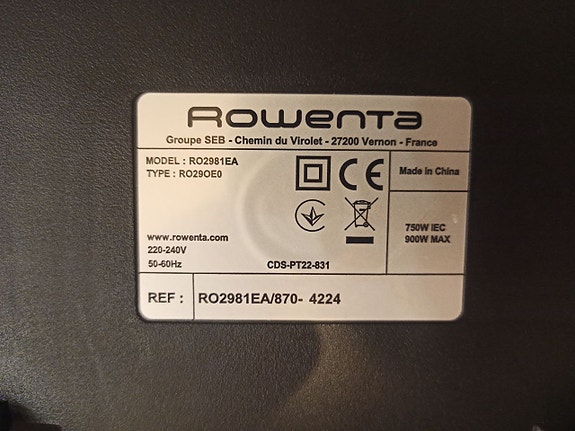 Rowenta
Groupe SEB - Chemin du Virolet - 27200 Vernon - France
MODEL : RO2981EA
TYPE : RO29OE0
CE
Made in China
www.rowenta.com
220-240V
50-60Hz
CDS-PT22-831
750W IEC
900W MAX
REF : RO2981EA/870- 4224